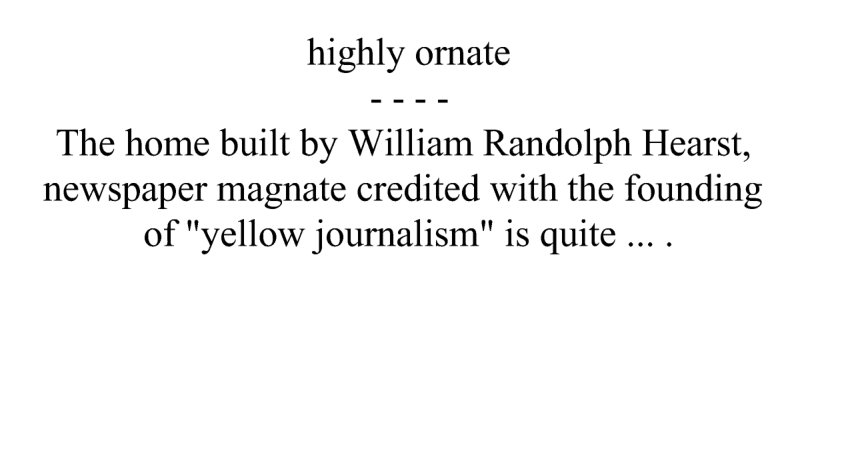 highly ornate
- - - -
The home built by William Randolph Hearst,
newspaper magnate credited with the founding
of "yellow journalism" is quite ... .